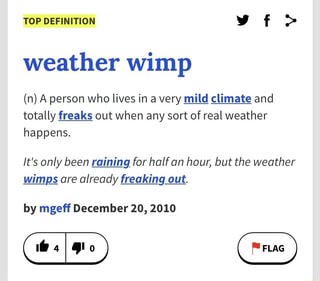 TOP DEFINITION
weather wimp
(n) A person who lives in a very mild climate and
totally freaks out when any sort of real weather
happens.
It's only been raining for half an hour, but the weather
wimps are already freaking out.
by mgeff December 20, 2010
4 0 FLAG